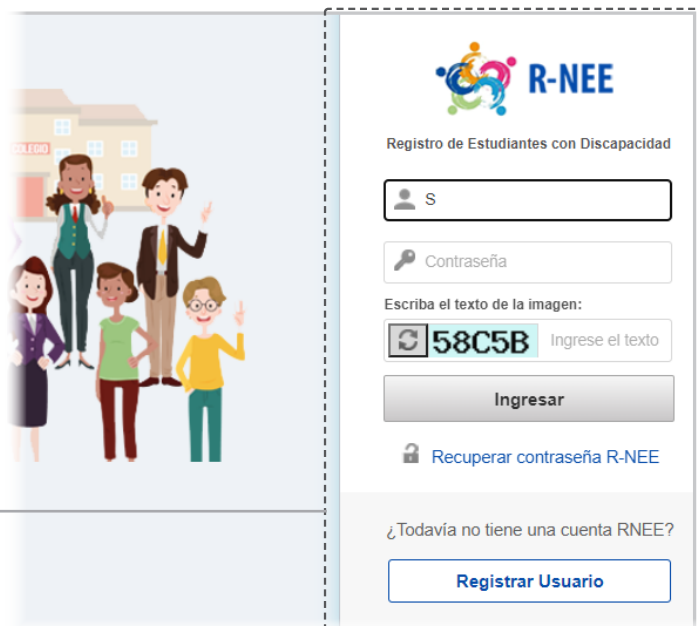 COLEGIO
R-NEE
Registro de Estudiantes con Discapacidad
S
Contraseña
Escriba el texto de la imagen:
58C5B Ingrese el texto
Ingresar
Recuperar contraseña R-NEE
¿Todavía no tiene una cuenta RNEE?
Registrar Usuario